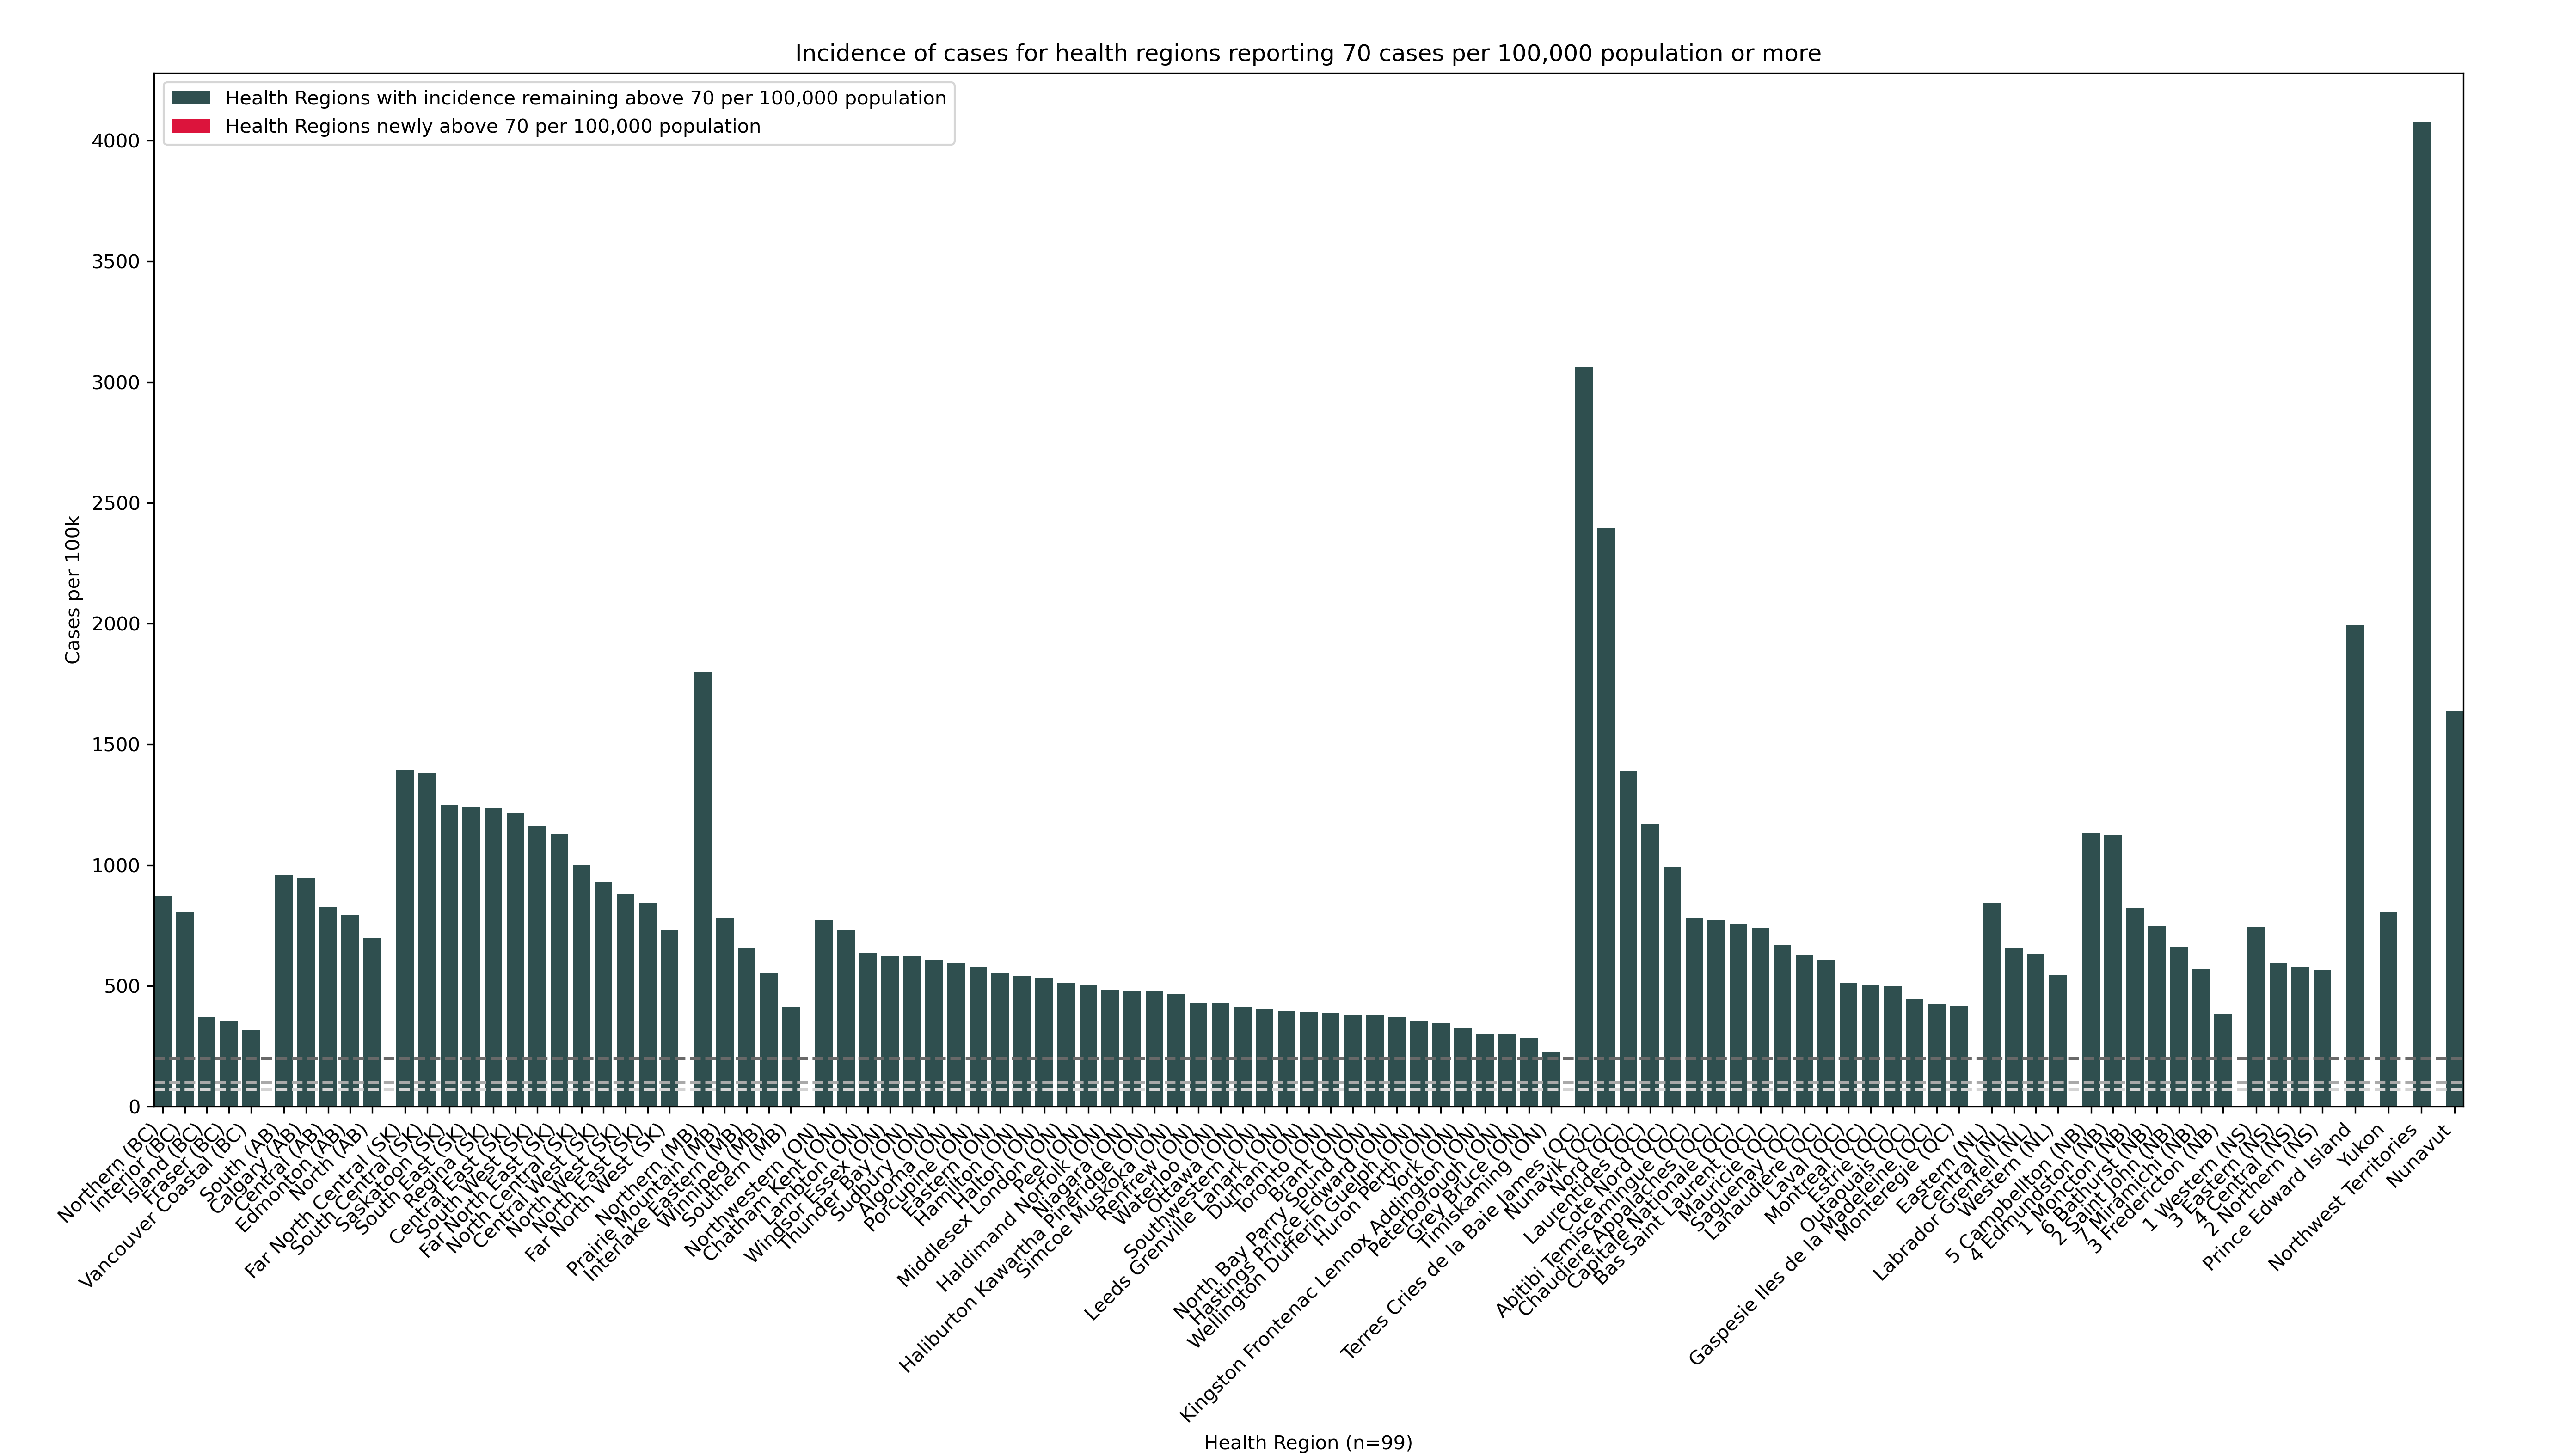 Incidence of cases for health regions reporting 70 cases per 100,000 population or more
Health Regions with incidence remaining above 70 per 100,000 population
Health Regions newly above 70 per 100,000 population
4000
3500
3000
2500
2000
1500
1000
500
0
Cases per 100k
Northern (BC)
Interior (BC)
Island (BC)
Fraser (BC)
Vancouver Coastal (BC)
South (AB)
Calgary (AB)
Central (AB)
Edmonton (AB)
North (AB)
Far North Central (SK)
South Central (SK)
Saskatoon (SK)
South East (SK)
Regina (SK)
Central East (SK)
South West (SK)
Far North East (SK)
North Central (SK)
Central West (SK)
North West (SK)
North East (SK)
Far North West (SK)
Northern (MB)
Prairie Mountain (MB)
Interlake Eastern (MB)
Winnipeg (MB)
Southern (MB)
Northwestern (ON)
Chatham Kent (ON)
Lambton (ON)
Windsor Essex (ON)
Thunder Bay (ON)
Sudbury (ON)
Algoma (ON)
Porcupine (ON)
Eastern (ON)
Hamilton (ON)
Halton (ON)
Middlesex London (ON)
Peel (ON)
Haldimand Norfolk (ON)
Niagara (ON)
Haliburton Kawartha Pineridge (ON)
Simcoe Muskoka (ON)
Renfrew (ON)
Waterloo (ON)
Ottawa (ON)
Southwestern (ON)
Leeds Grenville Lanark (ON)
Durham (ON)
Toronto (ON)
Brant (ON)
North Bay Parry Sound (ON)
Hastings Prince Edward (ON)
Wellington Dufferin Guelph (ON)
Huron Perth (ON)
York (ON)
Kingston Frontenac Lennox Addington (ON)
Peterborough (ON)
Grey Bruce (ON)
Timiskaming (ON)
Terres Cries de la Baie James (QC)
Nunavik (QC)
Nord (QC)
Laurentides (QC)
Cote Nord (QC)
Abitibi Temiscamingue (QC)
Chaudiere Appalaches (QC)
Capitale Nationale (QC)
Bas Saint Laurent (QC)
Mauricie (QC)
Saguenay (QC)
Lanaudiere (QC)
Laval (QC)
Montreal (QC)
Estrie (QC)
Outaouais (QC)
Gaspesie Iles de la Madeleine (QC)
Monteregie (QC)
Eastern (NL)
Central (NL)
Labrador Grenfell (NL)
Western (NL)
5 Campbellton (NB)
4 Edmundston (NB)
1 Moncton (NB)
6 Bathurst (NB)
2 Saint John (NB)
7 Miramichi (NB)
3 Fredericton (NB)
1 Western (NS)
3 Eastern (NS)
4 Central (NS)
2 Northern (NS)
Prince Edward Island
Yukon
Northwest Territories
Nunavut
Health Region (n=99)